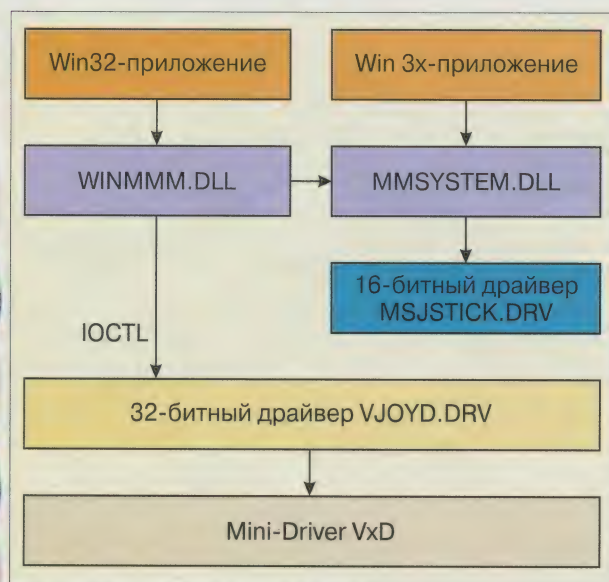 Win32-приложение
Win 3x-приложение
WINMMM.DLL
MMSYSTEM.DLL
16-битный драйвер
MSJSTICK.DRV
IOCTL
32-битный драйвер VJOYD.DRV
Mini-Driver VxD